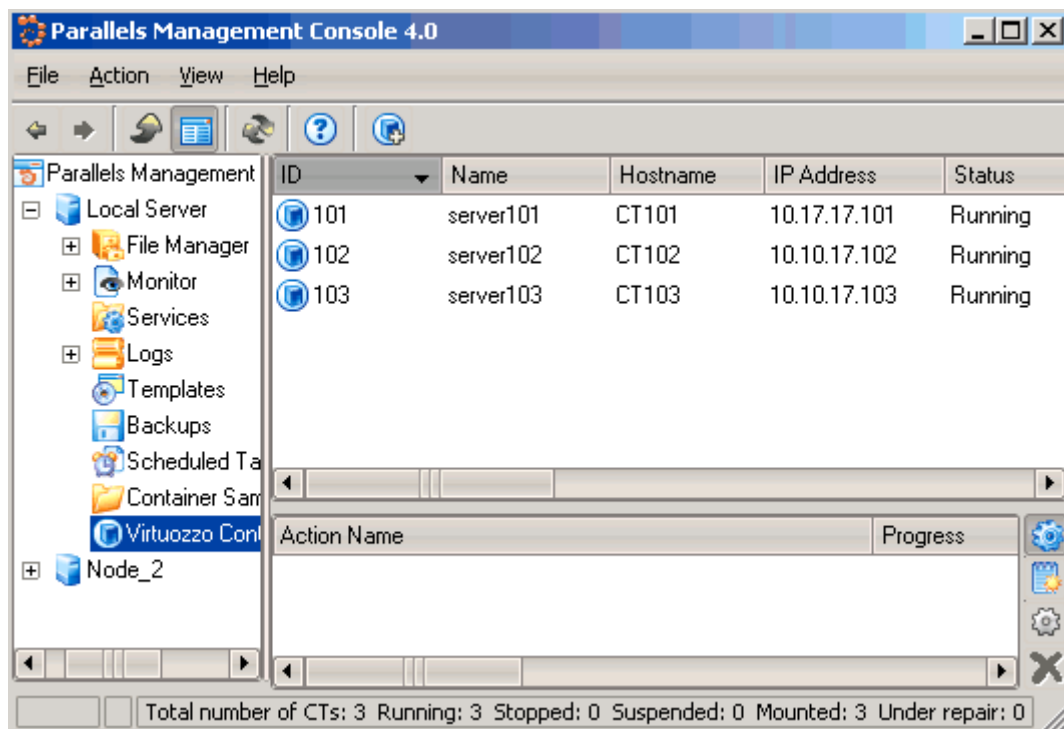 Parallels Management Console 4.0
File Action View Help
Parallels Management
Local Server
File Manager
Monitor
Services
Logs
Templates
Backups
Scheduled Ta
Container Sam
Virtuozzo Cont
Node_2
ID Name Hostname IP Address Status
101 server101 CT101 10.17.17.101 Running
102 server102 CT102 10.10.17.102 Running
103 server103 CT103 10.10.17.103 Running
Action Name Progress
Total number of CTs: 3 Running: 3 Stopped: 0 Suspended: 0 Mounted: 3 Under repair: 0